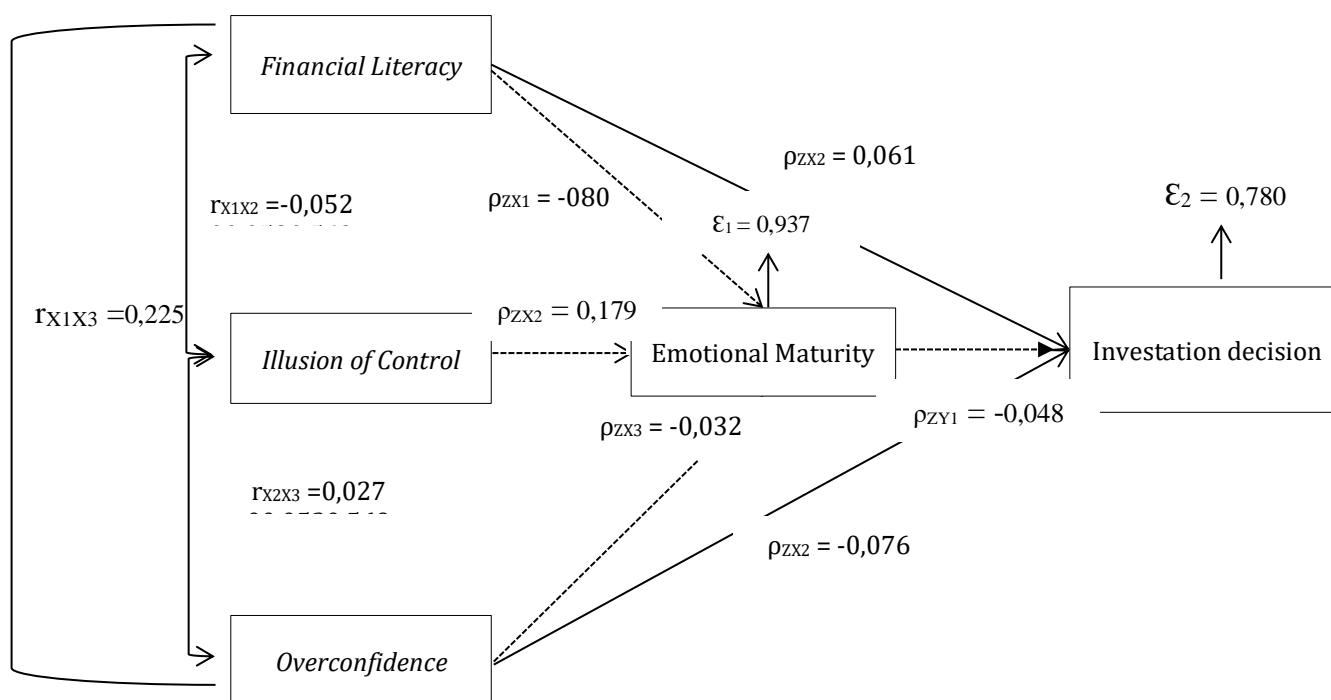 Financial Literacy
ρZX2 = 0,061
ρZX1 = -080
Ɛ2 = 0,780
rX1X2 =-0,052
Ɛ1 = 0,937
rX1X3 =0,225
ρZX2 = 0,179
Illusion of Control
Emotional Maturity
Investation decision
ρZX3 = -0,032
ρZY1 = -0,048
rX2X3 =0,027
ρZX2 = -0,076
Overconfidence